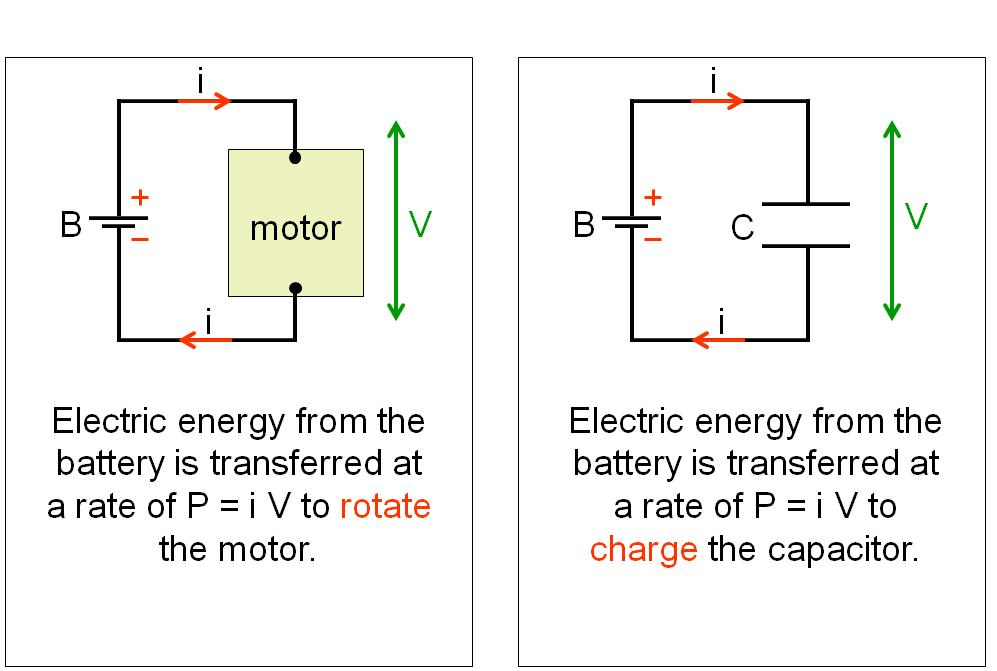 i
+
B
−
motor
V
i
Electric energy from the
battery is transferred at
a rate of P = i V to rotate
the motor.
i
+
B
−
C
V
i
Electric energy from the
battery is transferred at
a rate of P = i V to
charge the capacitor.